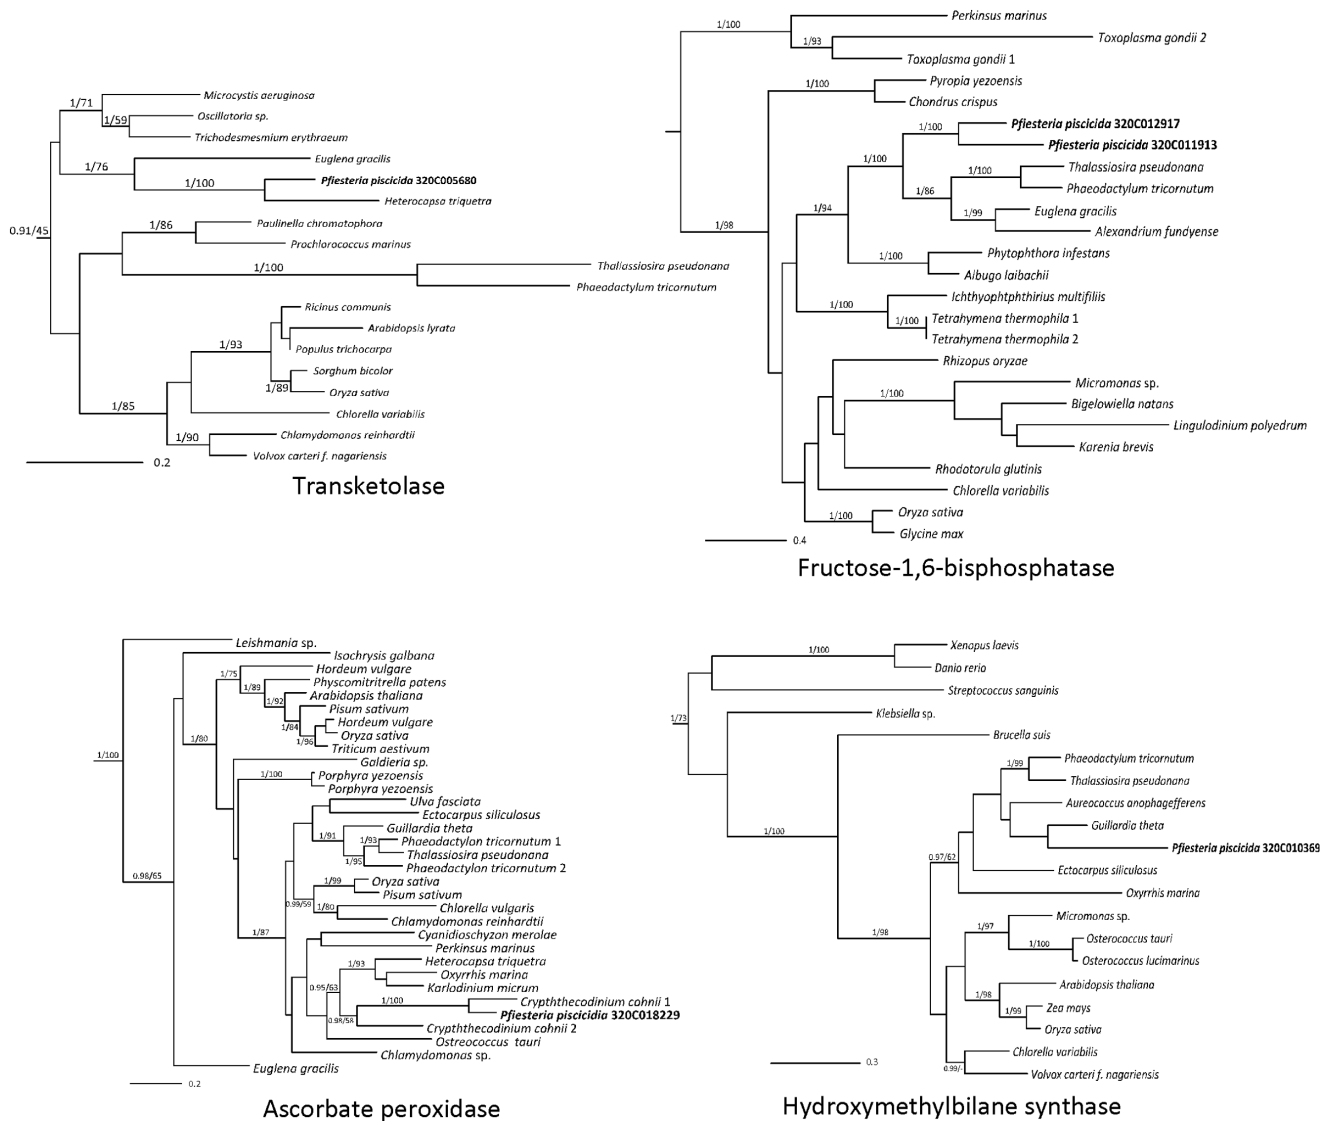 1/71
Microcystis aeruginosa
1/59
Oscillatoria sp.
Trichodesmesmium erythraeum
1/76
Euglena gracilis
1/100
Pfiesteria piscicida 320C005680
Heterocapsa triquetra
0.91/45
1/86
Paulinella chromatophora
Prochlorococcus marinus
1/100
Thallassiosira pseudonana
Phaeodactylum tricornutum
Ricinus communis
Arabidopsis lyrata
1/93
Populus trichocarpa
Sorghum bicolor
1/89
Oryza sativa
1/85
Chlorella variabilis
1/90
Chlamydomonas reinhardtii
Volvox carteri f. nagariensis
0.2
Transketolase
1/100
Perkinsus marinus
1/93
Toxoplasma gondii 2
Toxoplasma gondii 1
1/100
Pyropia yezoensis
Chondrus crispus
1/100
Pfiesteria piscicida 320C012917
Pfiesteria piscicida 320C011913
1/100
1/100
Thalassiosira pseudonana
Phaeodactylum tricornutum
1/86
1/94
1/99
Euglena gracilis
Alexandrium fundyense
1/98
1/100
Phytophthora infestans
Albugo laibachii
1/100
Ichthyophtphthirius multifiliis
1/100
Tetrahymena thermophila 1
Tetrahymena thermophila 2
Rhizopus oryzae
1/100
Micromonas sp.
Bigelowiella natans
Lingulodinium polyedrum
Karenia brevis
Rhodotorula glutinis
Chlorella variabilis
1/100
Oryza sativa
Glycine max
0.4
Fructose-1,6-bisphosphatase
Leishmania sp.
Isochrysis galbana
1/75
Hordeum vulgare
1/89
Physcomitritrella patens
1/92
Arabidopsis thaliana
Pisum sativum
1/84
Hordeum vulgare
1/96
Oryza sativa
Triticum aestivum
1/80
1/100
Galdieria sp.
1/100
Porphyra yezoensis
Porphyra yezoensis
Ulva fasciata
Ectocarpus siliculosus
1/91
Guillardia theta
1/93
Phaeodactylon tricornutum 1
1/95
Thalassiosira pseudonana
Phaeodactylon tricornutum 2
0.98/65
1/99
Oryza sativa
Pisum sativum
0.99/59
1/80
Chlorella vulgaris
Chlamydomonas reinhardtii
1/87
Cyanidioschyzon merolae
Perkinsus marinus
1/93
Heterocapsa triquetra
Oxyrrhis marina
0.95/63
Karlodinium micrum
1/100
Crypththecodinium cohnii 1
Pfiesteria piscicidia 320C018229
0.98/58
Crypththecodinium cohnii 2
Ostreococcus tauri
Chlamydomonas sp.
Euglena gracilis
0.2
Ascorbate peroxidase
1/100
Xenopus laevis
Danio rerio
Streptococcus sanguinis
1/73
Klebsiella sp.
Brucella suis
1/99
Phaeodactylum tricornutum
Thalassiosira pseudonana
Aureococcus anophagefferens
1/100
Guillardia theta
Pfiesteria piscicida 320C010369
0.97/62
Ectocarpus siliculosus
Oxyrrhis marina
1/98
1/97
Micromonas sp.
1/100
Osterococcus tauri
Osterococcus lucimarinus
1/98
Arabidopsis thaliana
1/99
Zea mays
Oryza sativa
Chlorella variabilis
0.99/-
Volvox carteri f. nagariensis
0.3
Hydroxymethylbilane synthase